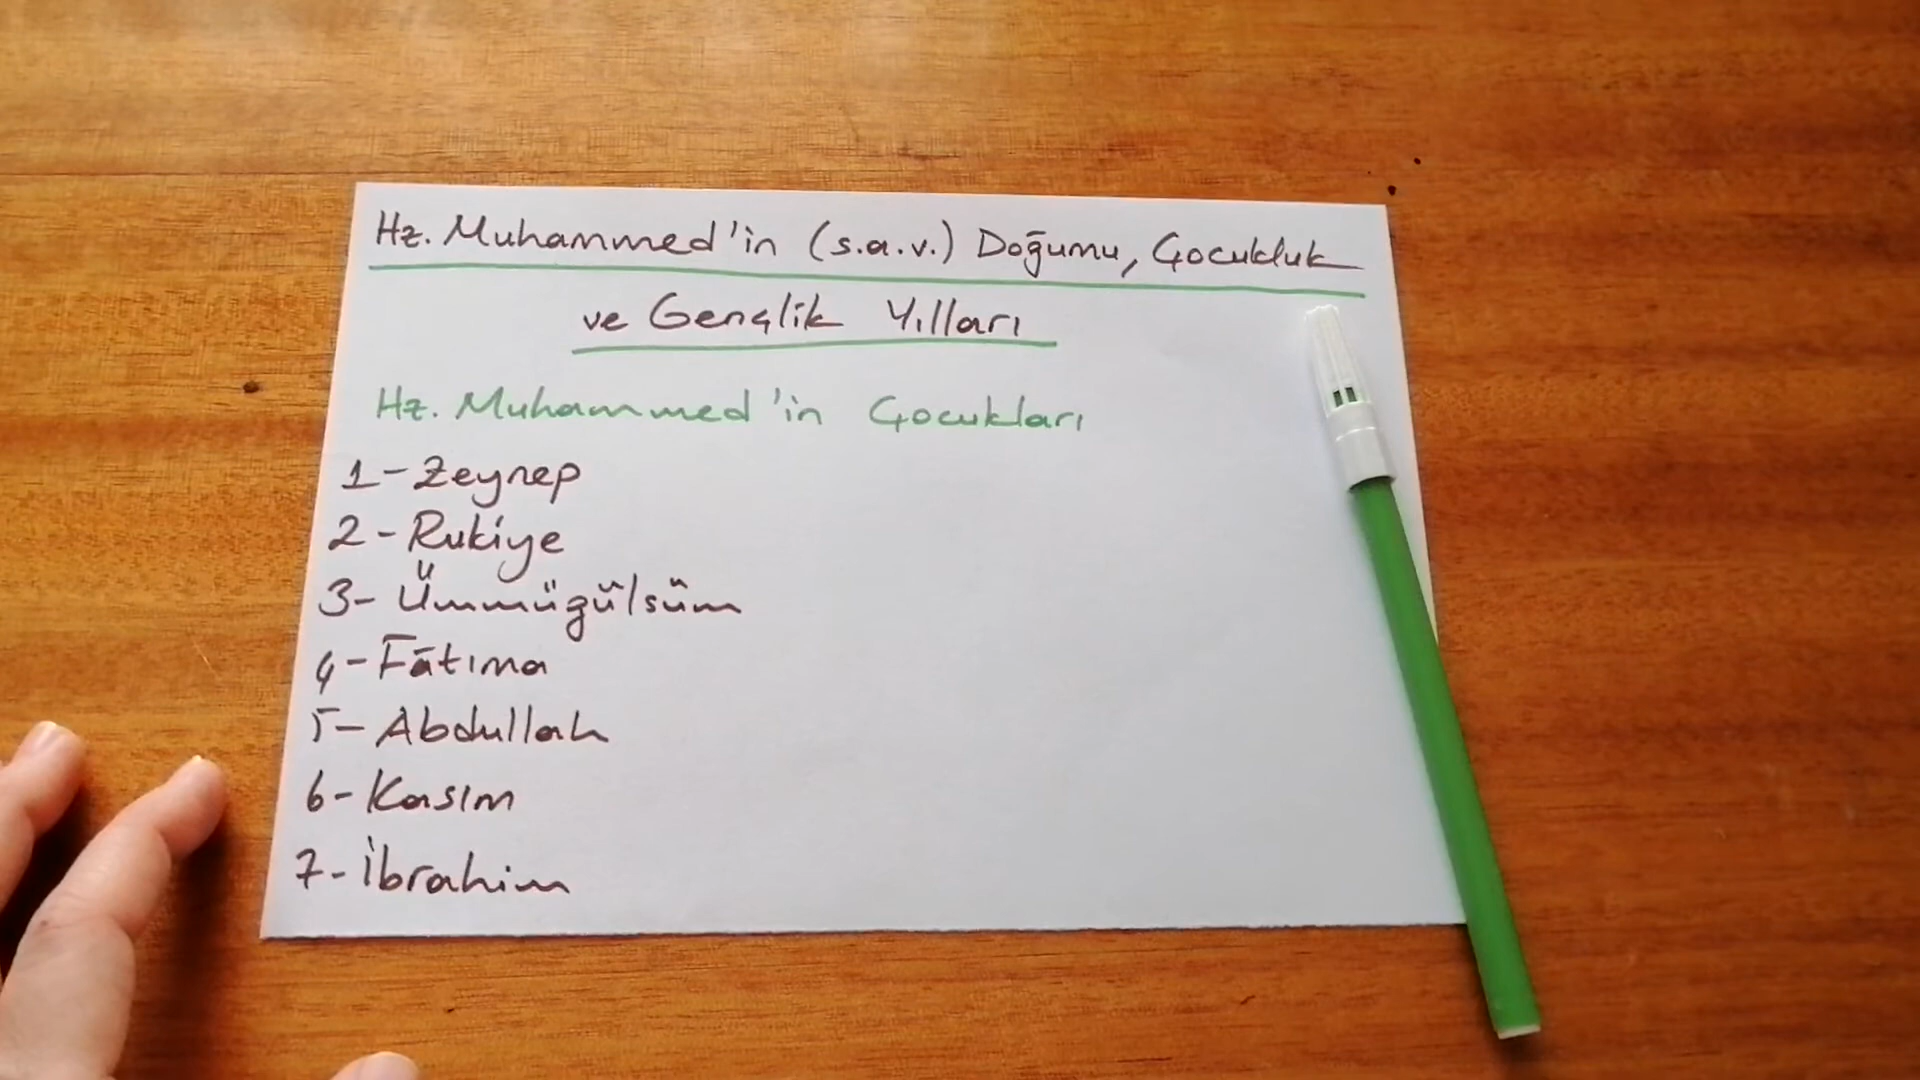 Hz. Muhammed'in (s.a.v.) Doğumu, Çocukluk
ve Gençlik Yılları
Hz. Muhammed'in Çocukları
1-Zeynep
2-Rukiye
3-Ümmügülsüm
4-Fātıma
5-Abdullah
6-Kasım
7-İbrahim